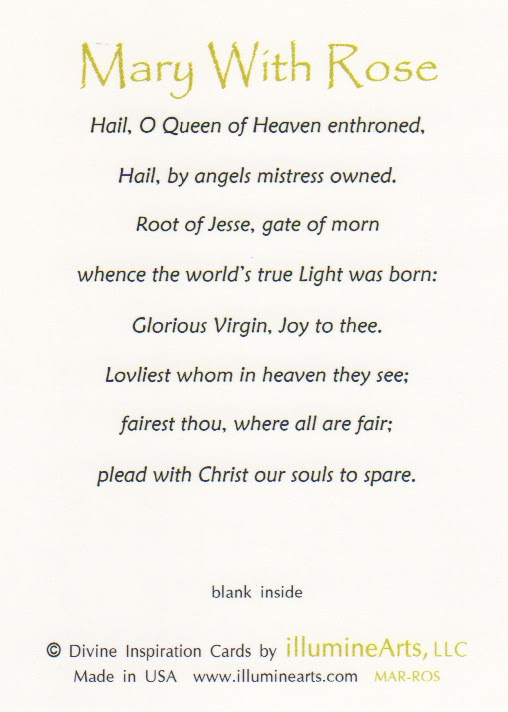 Mary With Rose
Hail, O Queen of Heaven enthroned,
Hail, by angels mistress owned.
Root of Jesse, gate of morn
whence the world's true Light was born:
Glorious Virgin, Joy to thee.
Lovliest whom in heaven they see;
fairest thou, where all are fair;
plead with Christ our souls to spare.
blank inside
© Divine Inspiration Cards by illumineArts, LLC
Made in USA www.illuminearts.com MAR-ROS